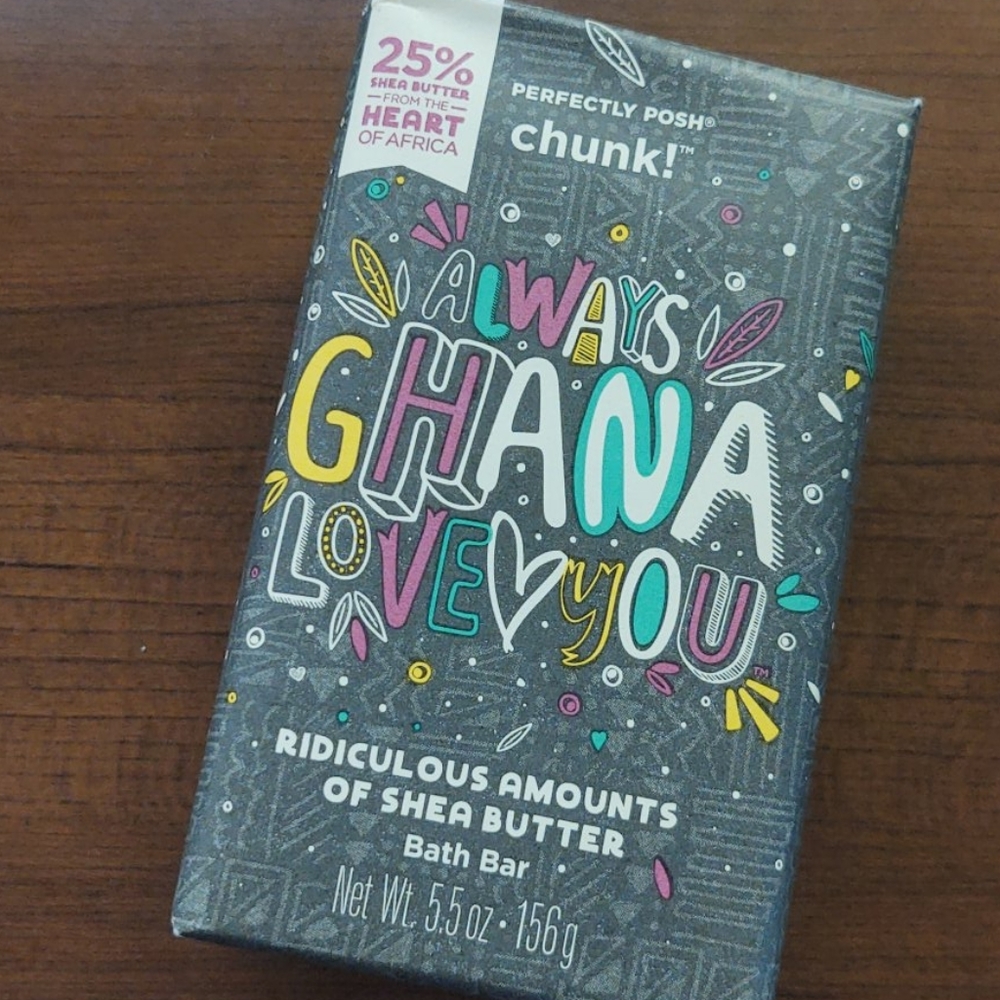 25%
SHEA BUTTER
FROM THE
HEART
OF AFRICA
PERFECTLY POSH®
chunk!™
ALWAYS
GHANA
LOVE YOU™
RIDICULOUS AMOUNTS
OF SHEA BUTTER
Bath Bar
Net Wt. 5.5 oz • 156 g